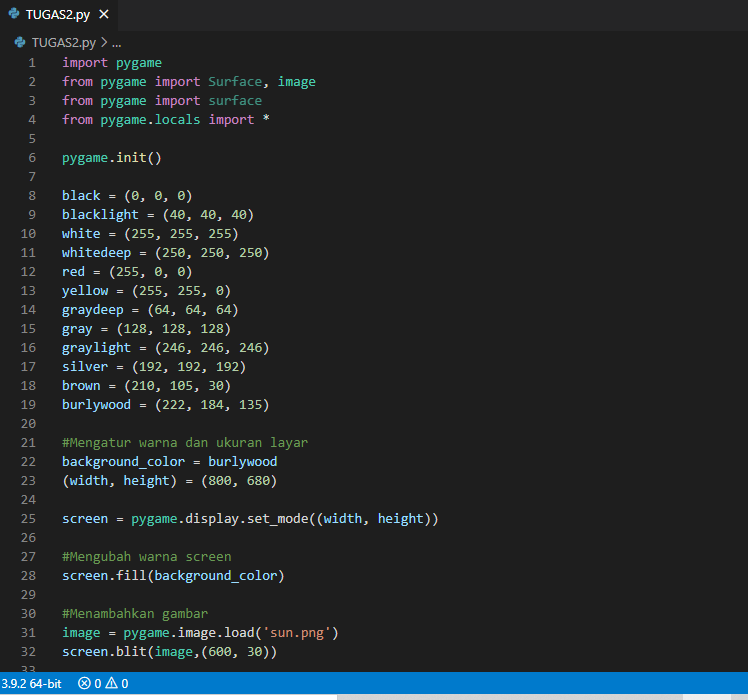 TUGAS2.py
TUGAS2.py > ...
1 import pygame
2 from pygame import Surface, image
3 from pygame import surface
4 from pygame.locals import *
5
6 pygame.init()
7
8 black = (0, 0, 0)
9 blacklight = (40, 40, 40)
10 white = (255, 255, 255)
11 whitedeep = (250, 250, 250)
12 red = (255, 0, 0)
13 yellow = (255, 255, 0)
14 graydeep = (64, 64, 64)
15 gray = (128, 128, 128)
16 graylight = (246, 246, 246)
17 silver = (192, 192, 192)
18 brown = (210, 105, 30)
19 burlywood = (222, 184, 135)
20
21 #Mengatur warna dan ukuran layar
22 background_color = burlywood
23 (width, height) = (800, 680)
24
25 screen = pygame.display.set_mode((width, height))
26
27 #Mengubah warna screen
28 screen.fill(background_color)
29
30 #Menambahkan gambar
31 image = pygame.image.load('sun.png')
32 screen.blit(image,(600, 30))
33
3.9.2 64-bit 0 0